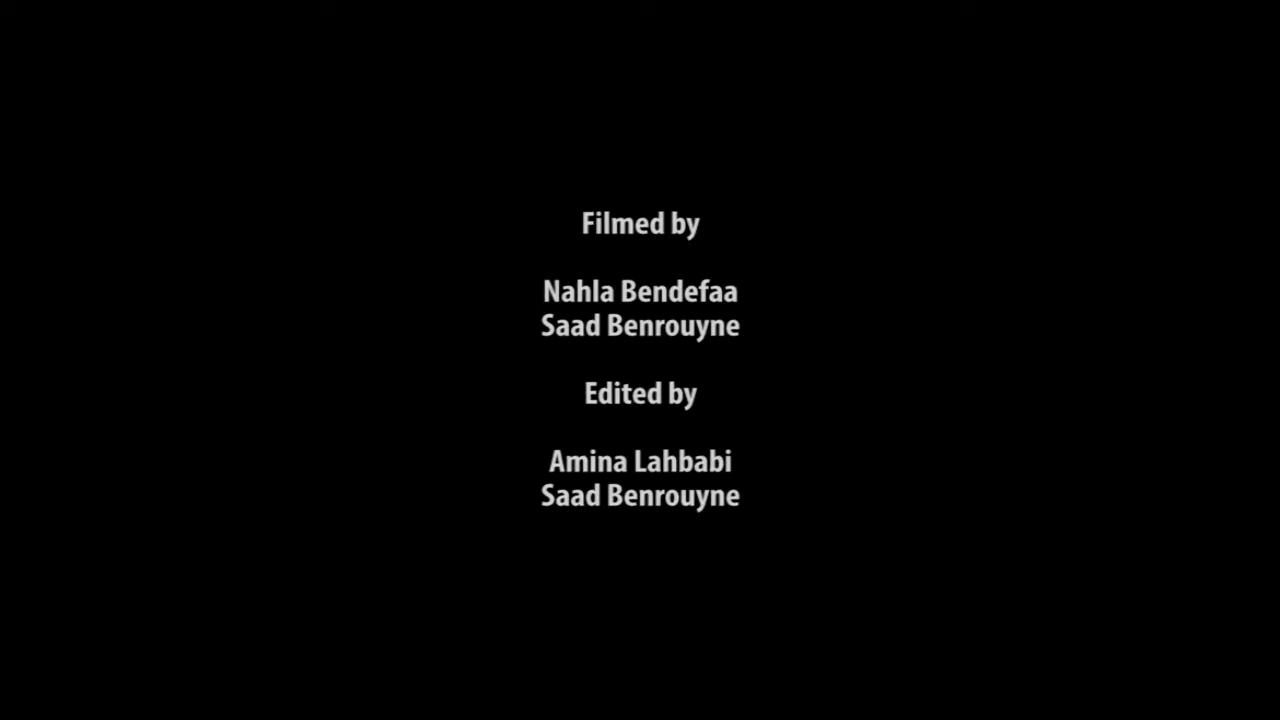 Filmed by
Nahla Bendefaa
Saad Benrouyne
Edited by
Amina Lahbabi
Saad Benrouyne